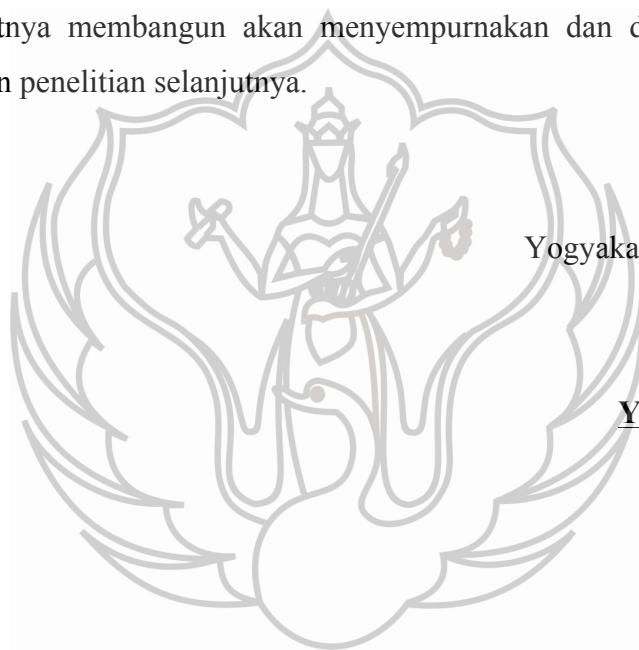 tnya membangun akan menyempurnakan dan d
n penelitian selanjutnya.
Yogyaka
Y